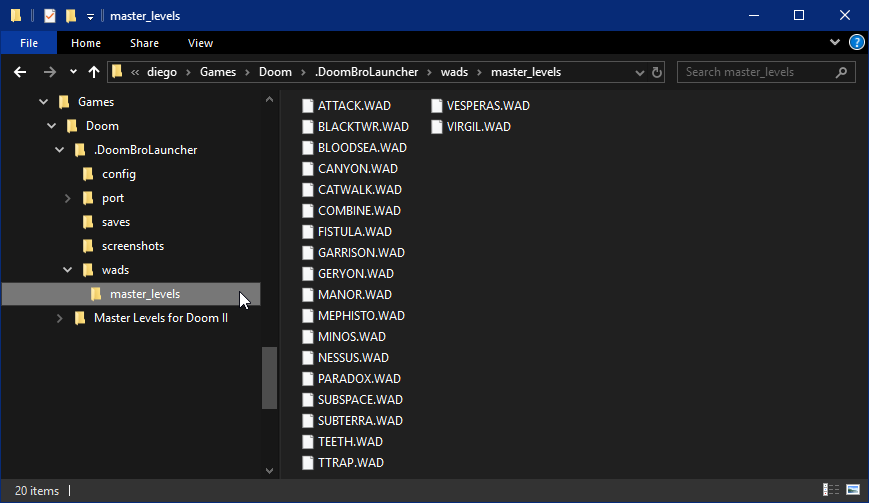 master_levels
File Home Share View
« diego > Games > Doom > .DoomBroLauncher > wads > master_levels
Search master_levels
Games
Doom
.DoomBroLauncher
config
port
saves
screenshots
wads
master_levels
Master Levels for Doom II
ATTACK.WAD
BLACKTWR.WAD
BLOODSEA.WAD
CANYON.WAD
CATWALK.WAD
COMBINE.WAD
FISTULA.WAD
GARRISON.WAD
GERYON.WAD
MANOR.WAD
MEPHISTO.WAD
MINOS.WAD
NESSUS.WAD
PARADOX.WAD
SUBSPACE.WAD
SUBTERRA.WAD
TEETH.WAD
TTRAP.WAD
VESPERAS.WAD
VIRGIL.WAD
20 items